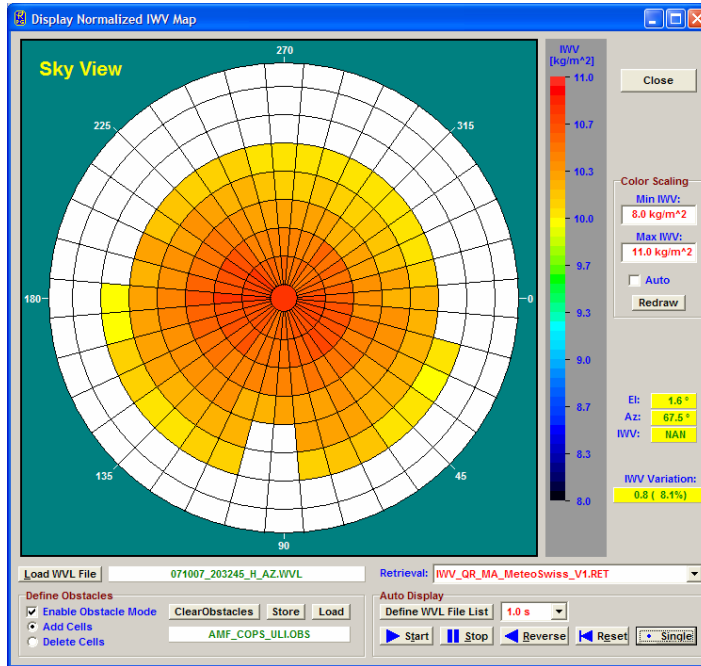 Display Normalized IWV Map
Sky View
270
225
315
180
0
135
45
90
IWV
[kg/m^2]
11.0
10.7
10.3
10.0
9.7
9.3
9.0
8.7
8.3
8.0
Close
Color Scaling
Min IWV:
8.0 kg/m^2
Max IWV:
11.0 kg/m^2
Auto
Redraw
El: 1.6 °
Az: 67.5 °
IWV: NAN
IWV Variation:
0.8 ( 8.1%)
Load WVL File 071007_203245_H_AZ.WVL Retrieval: IWV_QR_MA_MeteoSwiss_V1.RET
Define Obstacles
Enable Obstacle Mode ClearObstacles Store Load
Add Cells
AMF_COPS_ULI.OBS
Delete Cells
Auto Display
Define WVL File List 1.0 s
Start Stop Reverse Reset Single